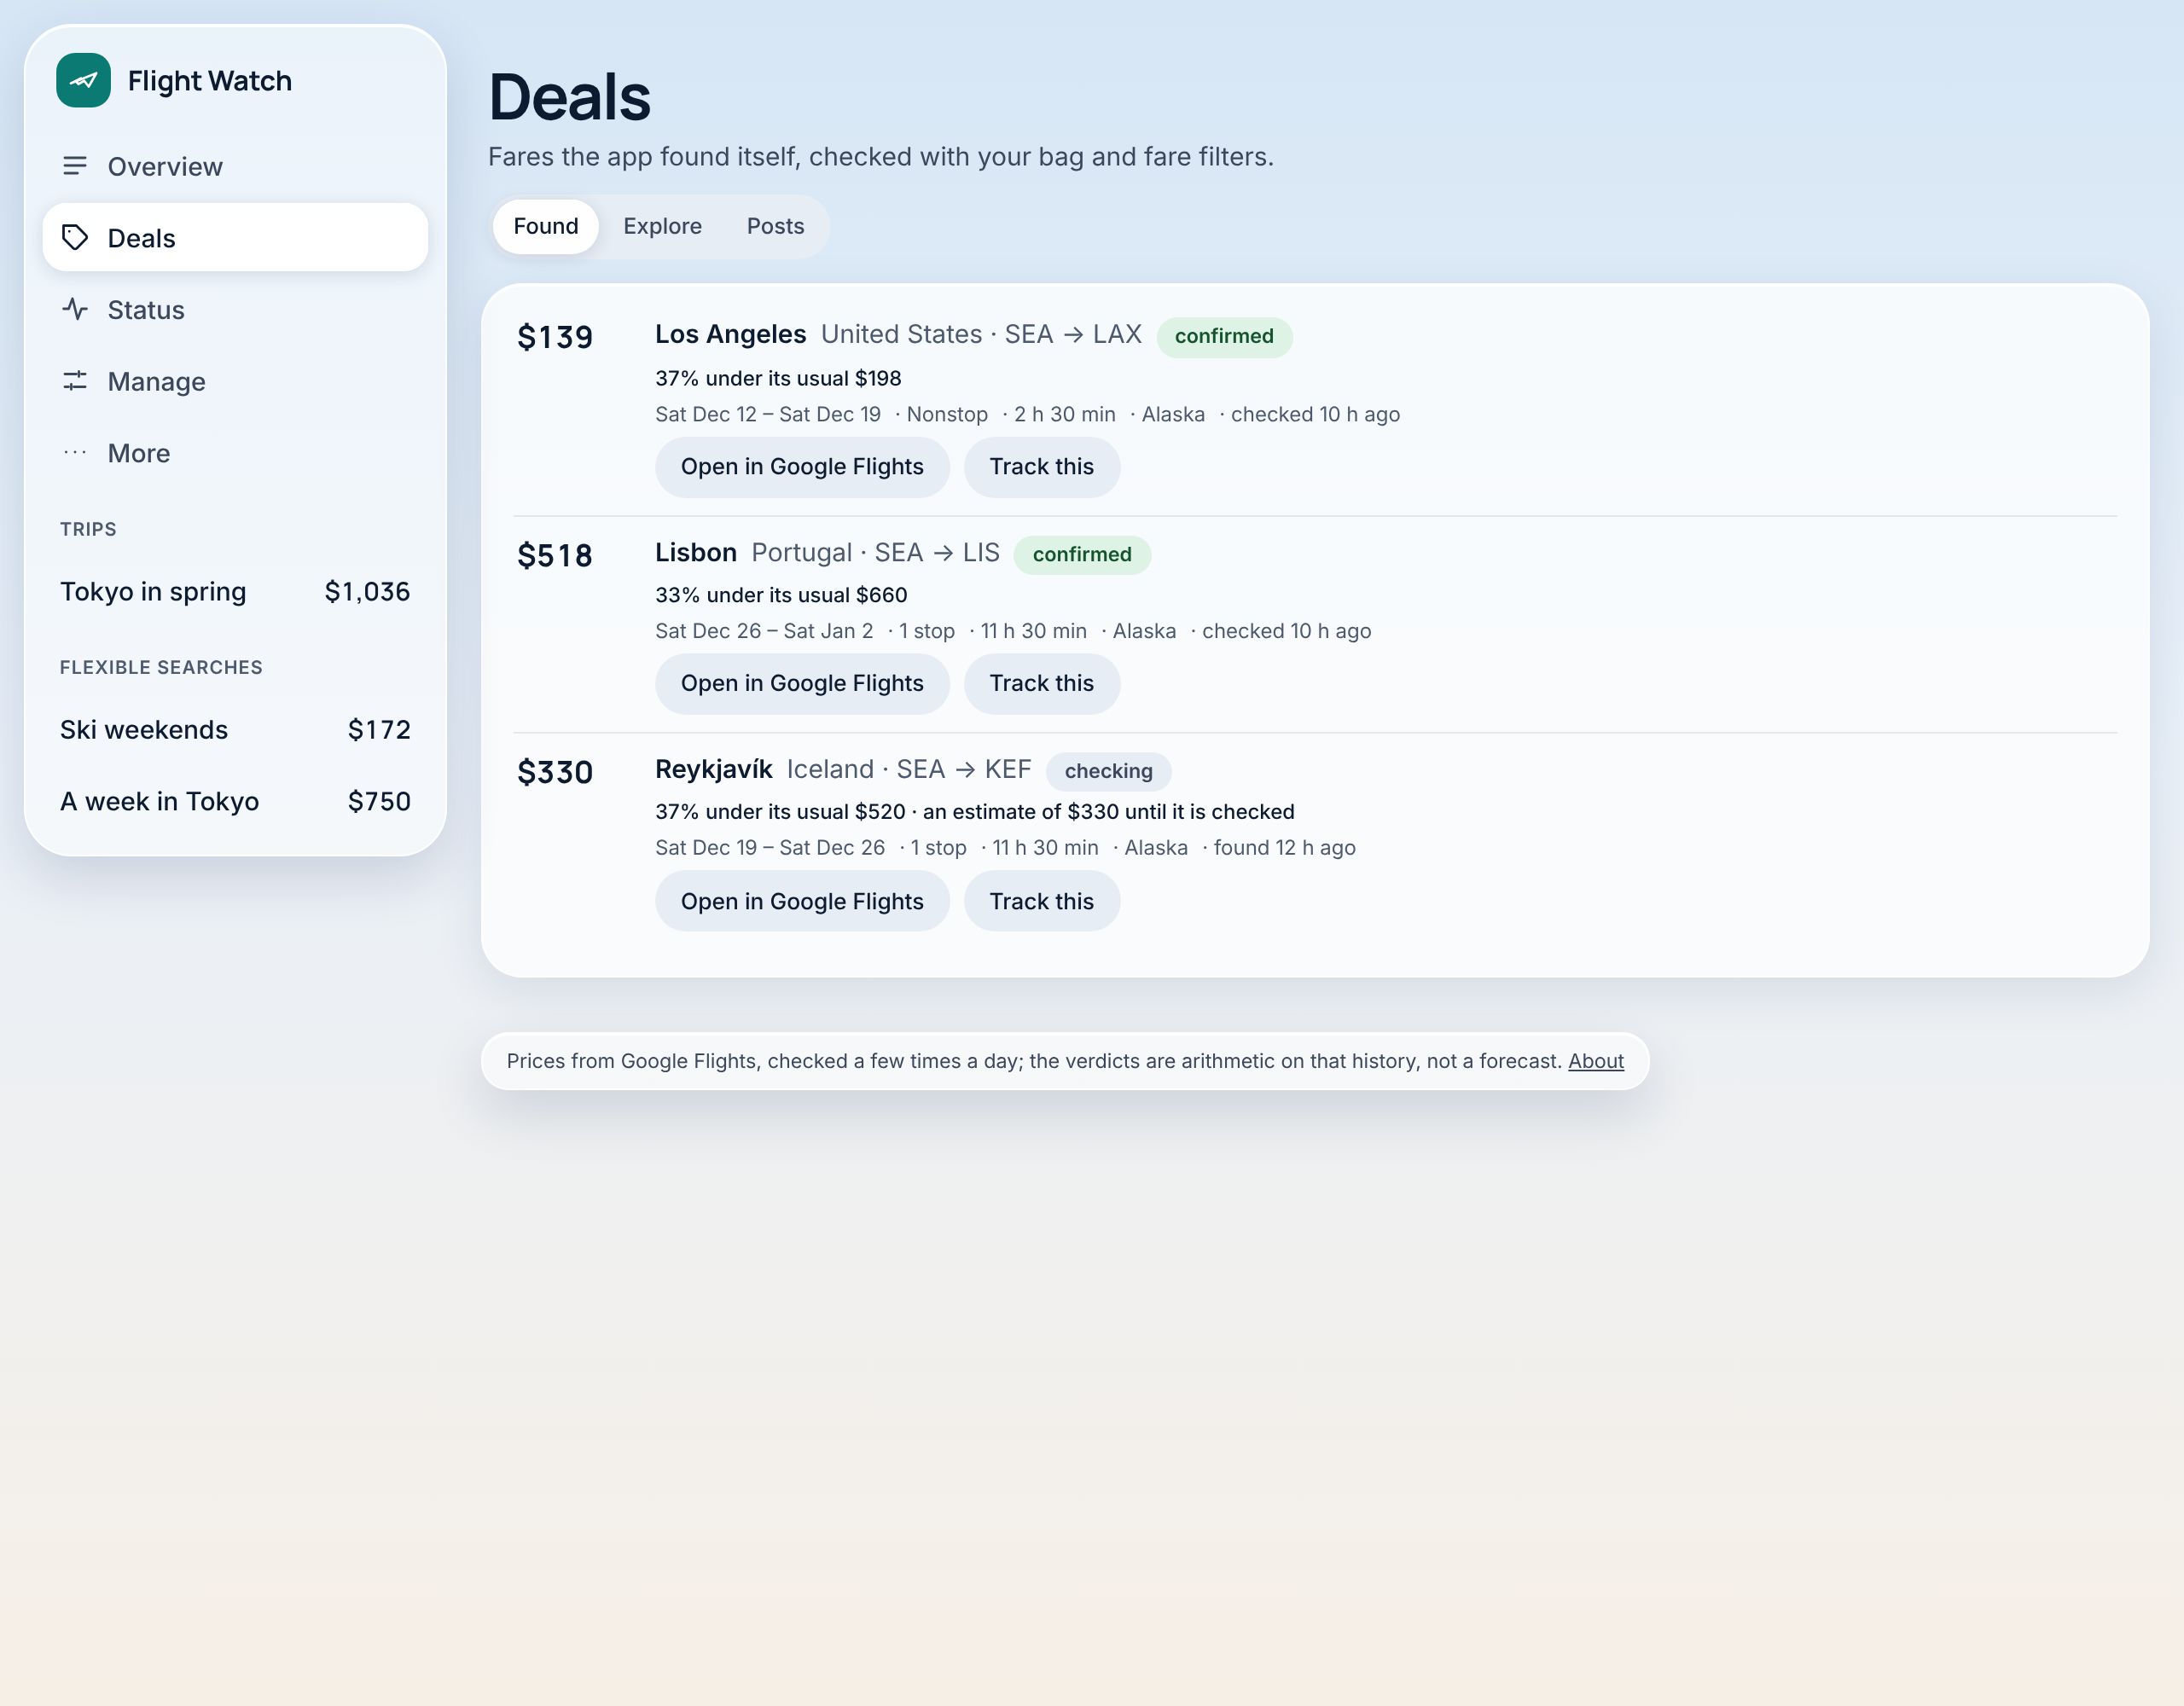 Flight Watch
Overview
Deals
Status
Manage
More
TRIPS
Tokyo in spring $1,036
FLEXIBLE SEARCHES
Ski weekends $172
A week in Tokyo $750
Deals
Fares the app found itself, checked with your bag and fare filters.
Found Explore Posts
$139 Los Angeles United States · SEA → LAX confirmed
37% under its usual $198
Sat Dec 12 – Sat Dec 19 · Nonstop · 2 h 30 min · Alaska · checked 10 h ago
Open in Google Flights Track this
$518 Lisbon Portugal · SEA → LIS confirmed
33% under its usual $660
Sat Dec 26 – Sat Jan 2 · 1 stop · 11 h 30 min · Alaska · checked 10 h ago
Open in Google Flights Track this
$330 Reykjavík Iceland · SEA → KEF checking
37% under its usual $520 · an estimate of $330 until it is checked
Sat Dec 19 – Sat Dec 26 · 1 stop · 11 h 30 min · Alaska · found 12 h ago
Open in Google Flights Track this
Prices from Google Flights, checked a few times a day; the verdicts are arithmetic on that history, not a forecast. About